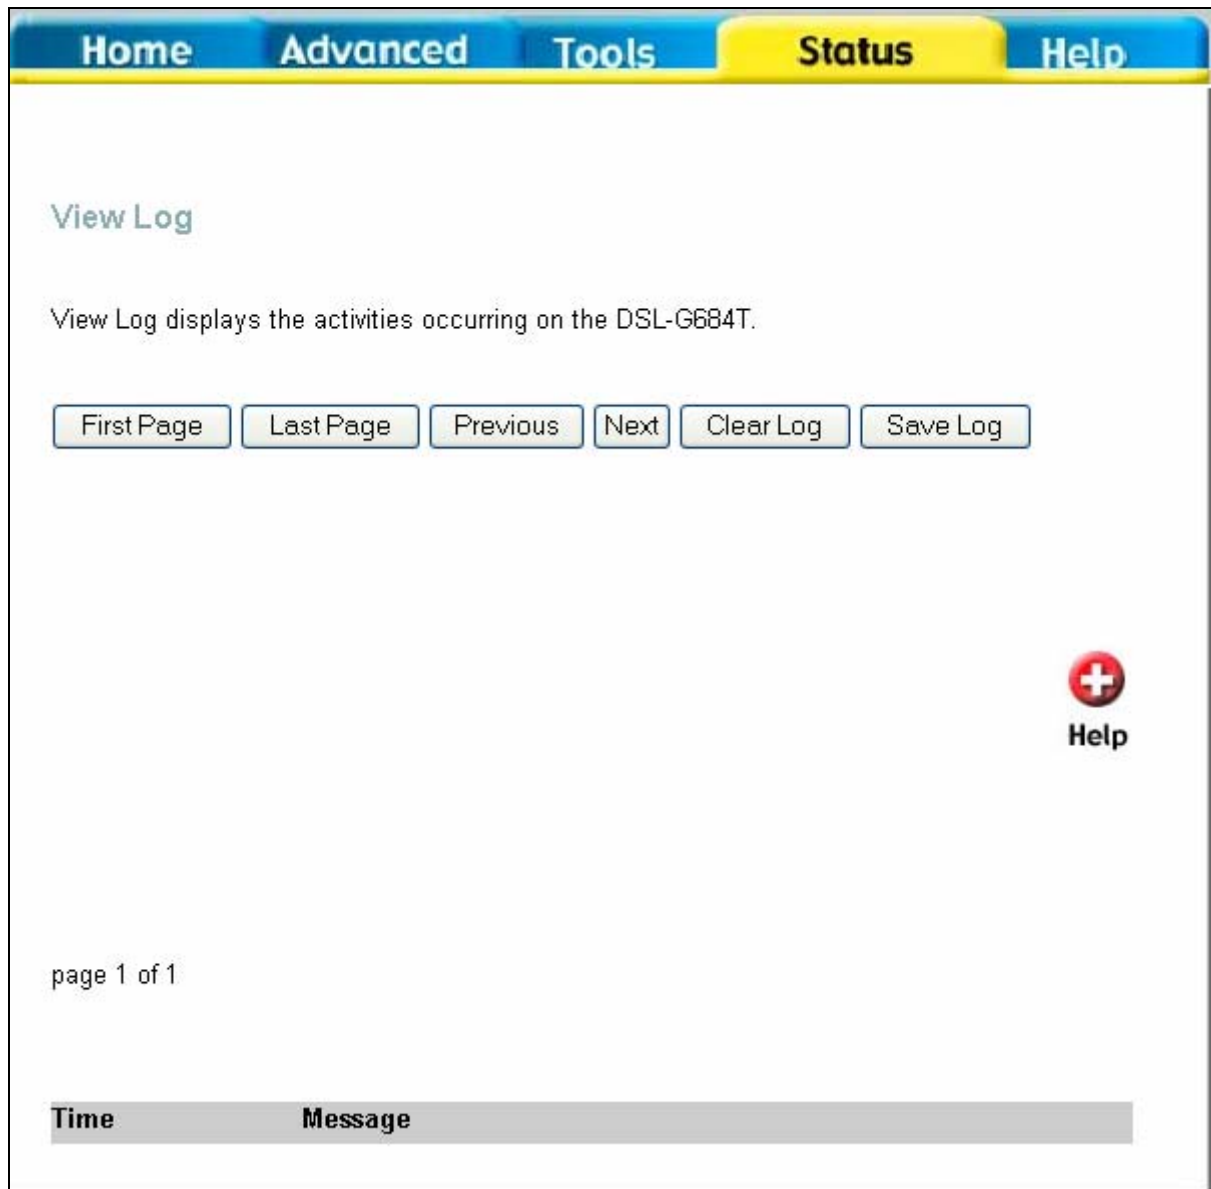 Home Advanced Tools Status Help
View Log
View Log displays the activities occurring on the DSL-G684T.
First Page Last Page Previous Next Clear Log Save Log
Help
page 1 of 1
Time Message